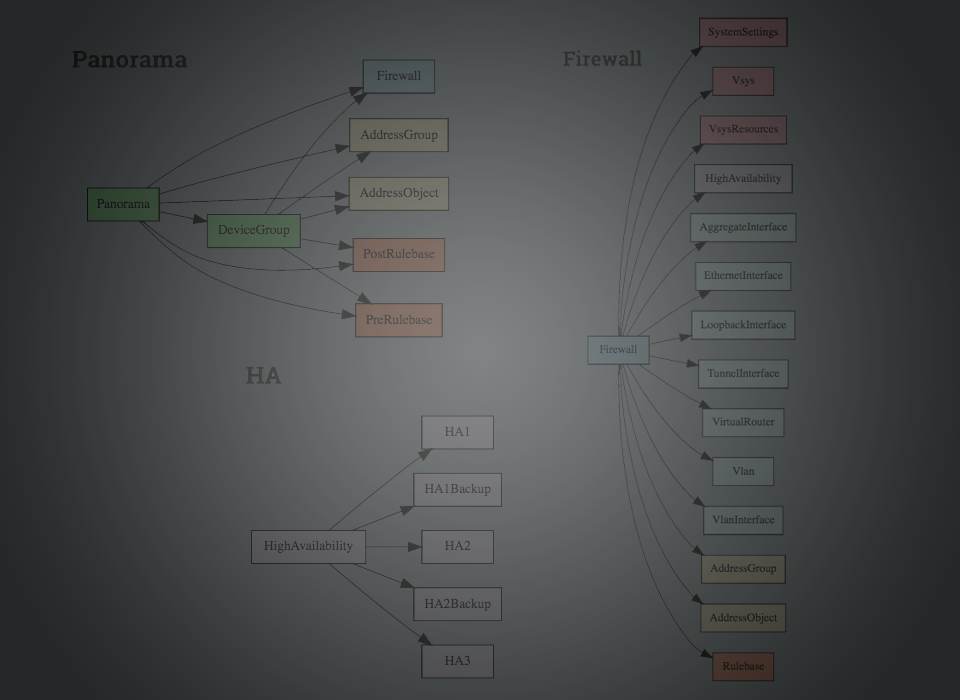 Panorama
Firewall
AddressGroup
AddressObject
Panorama
DeviceGroup
PostRulebase
PreRulebase
HA
HA1
HA1Backup
HighAvailability
HA2
HA2Backup
HA3
Firewall
SystemSettings
Vsys
VsysResources
HighAvailability
AggregateInterface
EthernetInterface
LoopbackInterface
Firewall
TunnelInterface
VirtualRouter
Vlan
VlanInterface
AddressGroup
AddressObject
Rulebase